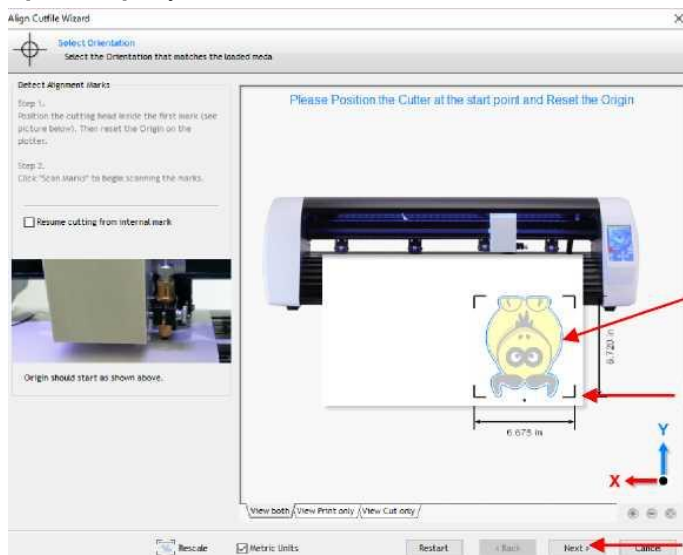 Align Cutfile Wizard
Select Orientation
Select the Orientation that matches the loaded meda
Detect Alignment Marks
Step 1.
Position the cutting head inside the first mark (see
picture below). Then reset the Origin on the
plotter.
Step 2.
Click "Scan Marks" to begin scanning the marks.
Resume cutting from internal mark
Origin should start as shown above.
Please Position the Cutter at the start point and Reset the Origin
6.720 in
6.675 in
Y
X
View both
View Print only
View Cut only
Rescale
Metric Units
Restart
< Back
Next >
Cancel